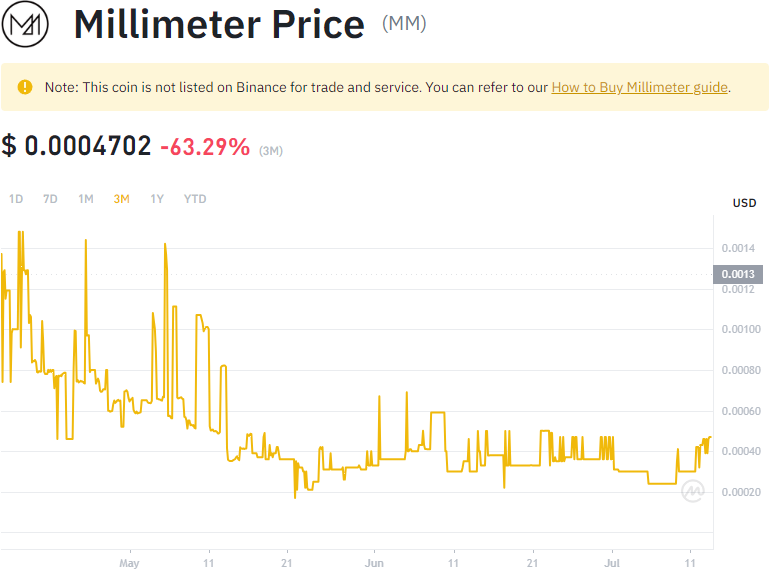 Millimeter Price (MM)
Note: This coin is not listed on Binance for trade and service. You can refer to our How to Buy Millimeter guide.
$ 0.0004702 -63.29% (3M)
1D 7D 1M 3M 1Y YTD
USD
0.0014
0.0013
0.0012
0.00100
0.00080
0.00060
0.00040
0.00020
May 11 21 Jun 11 21 Jul 11